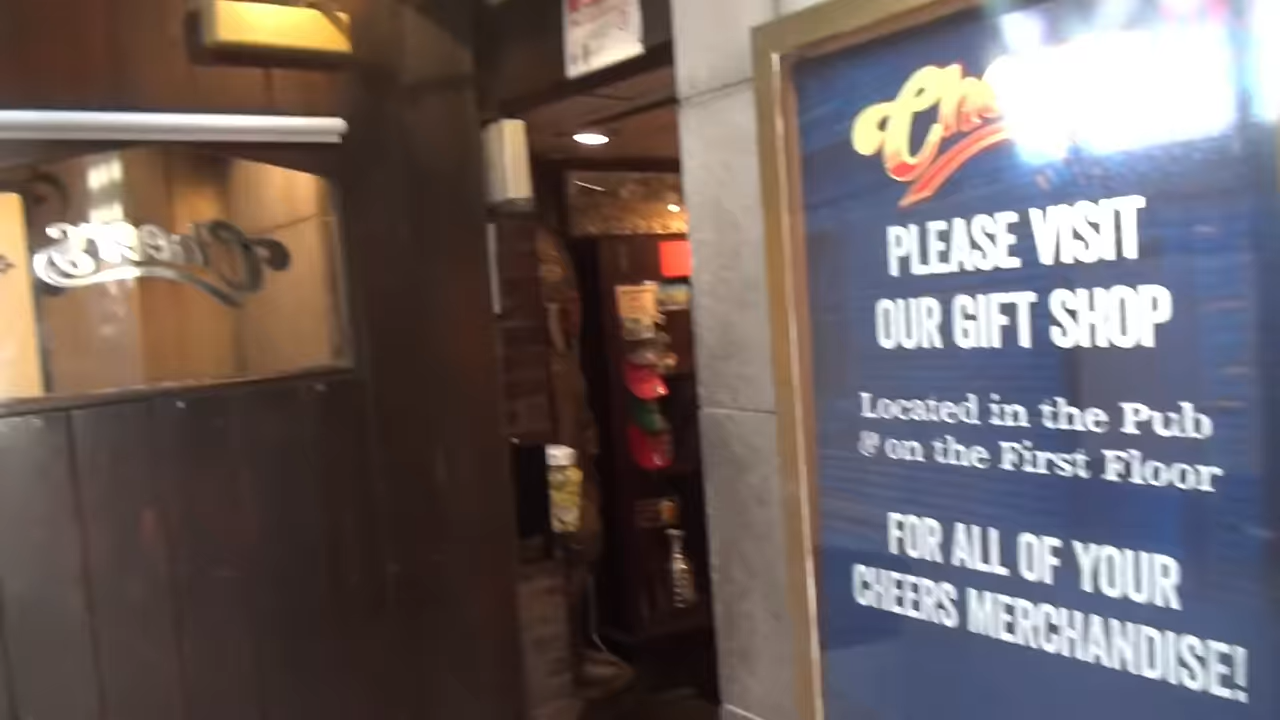 Cheers
PLEASE VISIT
OUR GIFT SHOP
Located in the Pub
& on the First Floor
FOR ALL OF YOUR
CHEERS MERCHANDISE!